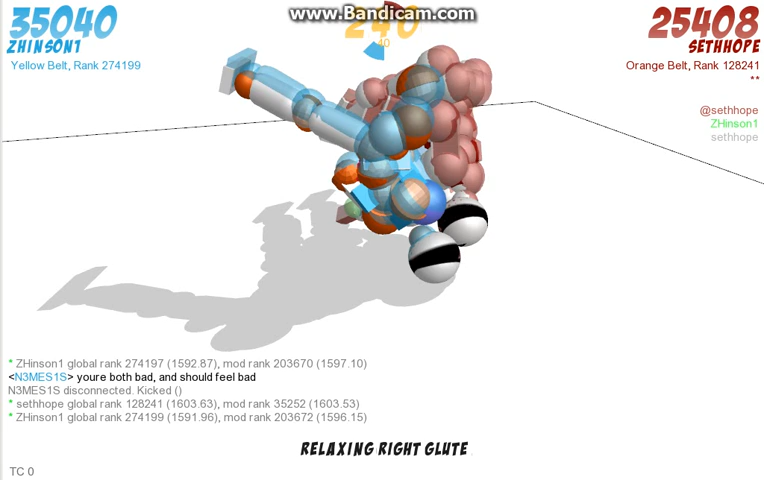 www.Bandicam.com
35040
ZHINSON1
Yellow Belt, Rank 274199
240
25408
SETHHOPE
Orange Belt, Rank 128241
**
@sethhope
ZHinson1
sethhope
* ZHinson1 global rank 274197 (1592.87), mod rank 203670 (1597.10)
<N3MES1S> youre both bad, and should feel bad
N3MES1S disconnected. Kicked ()
* sethhope global rank 128241 (1603.63), mod rank 35252 (1603.53)
* ZHinson1 global rank 274199 (1591.96), mod rank 203672 (1596.15)
RELAXING RIGHT GLUTE
TC 0